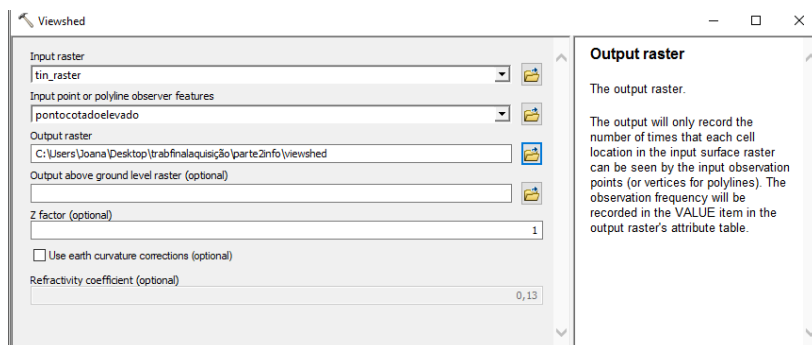 Viewshed
Input raster
tin_raster
Input point or polyline observer features
pontocotadoelevado
Output raster
C:\Users\Joana\Desktop\trabfinalaquisição\parte2info\viewshed
Output above ground level raster (optional)
Z factor (optional)
1
Use earth curvature corrections (optional)
Refractivity coefficient (optional)
0,13
Output raster
The output raster.
The output will only record the
number of times that each cell
location in the input surface raster
can be seen by the input observation
points (or vertices for polylines). The
observation frequency will be
recorded in the VALUE item in the
output raster's attribute table.